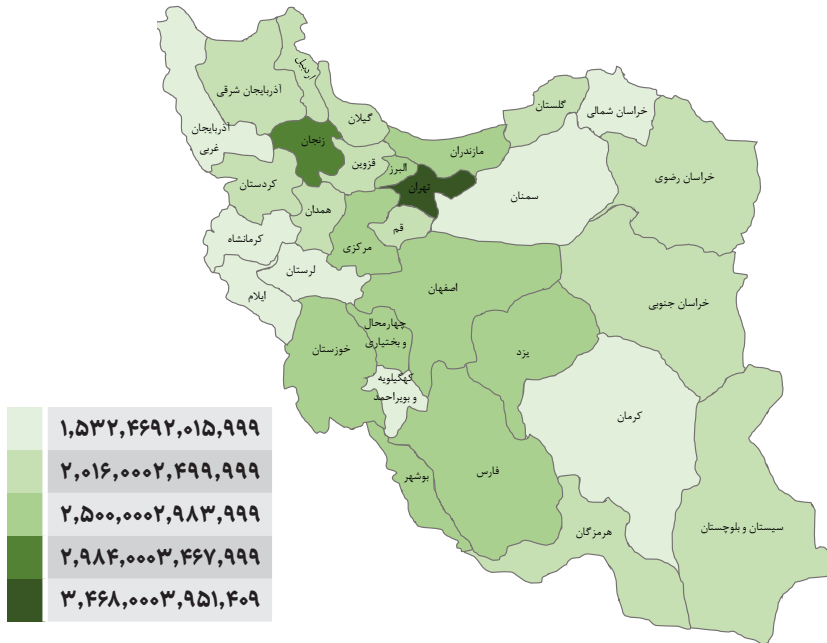 اردبیل
آذربایجان شرقی
گیلان
گلستان
خراسان شمالی
آذربایجان
غربی
زنجان
مازندران
البرز
قزوین
تهران
خراسان رضوی
کردستان
سمنان
همدان
قم
کرمانشاه
مرکزی
لرستان
ایلام
اصفهان
خراسان جنوبی
چهارمحال
و بختیاری
خوزستان
یزد
کهگیلویه
و بویراحمد
کرمان
فارس
بوشهر
هرمزگان
سیستان و بلوچستان
۱,۵۳۲,۴۶۹۲,۰۱۵,۹۹۹
۲,۰۱۶,۰۰۰۲,۴۹۹,۹۹۹
۲,۵۰۰,۰۰۰۲,۹۸۳,۹۹۹
۲,۹۸۴,۰۰۰۳,۴۶۷,۹۹۹
۳,۴۶۸,۰۰۰۳,۹۵۱,۴۰۹